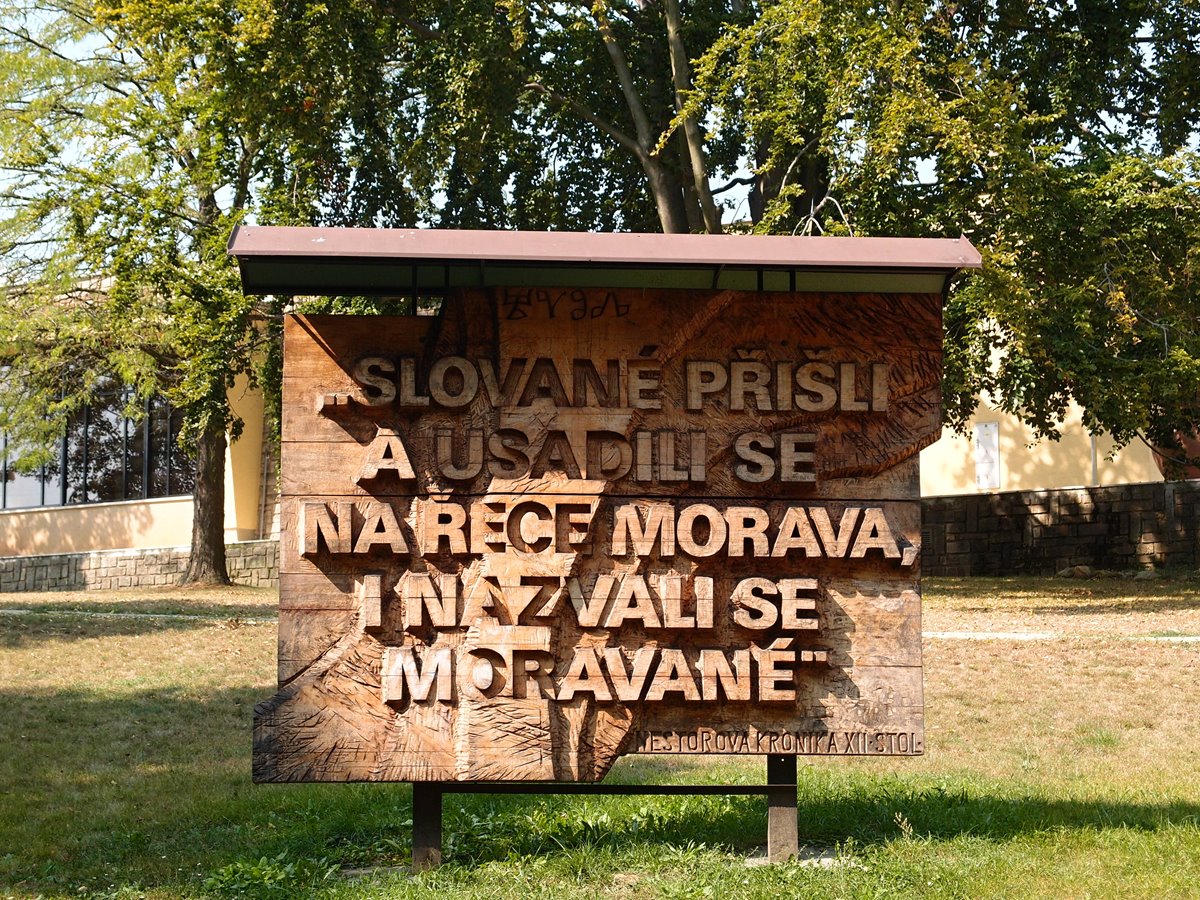 „SLOVANÉ PŘIŠLI
A USADILI SE
NA ŘECE MORAVA,
I NAZVALI SE
MORAVANÉ"
NESTOROVA KRONIKA XII·STOL·